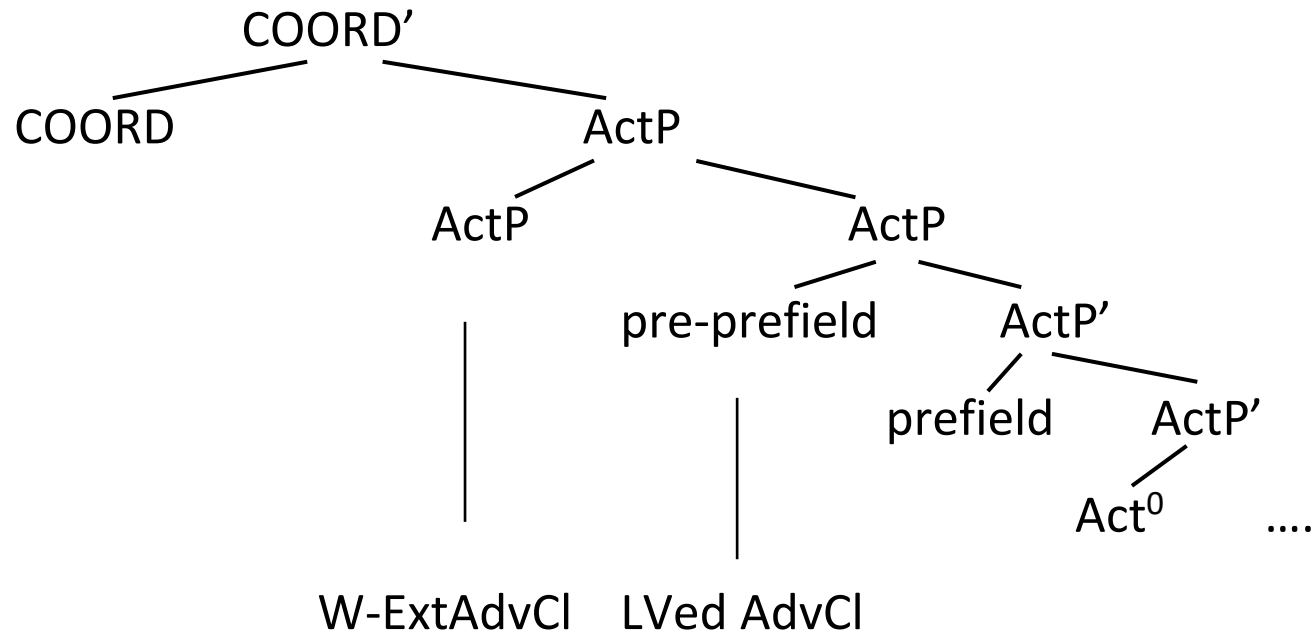 COORD’
COORD ActP
ActP ActP
pre-prefield ActP’
prefield ActP’
Act⁰ ....
W-ExtAdvCl LVed AdvCl